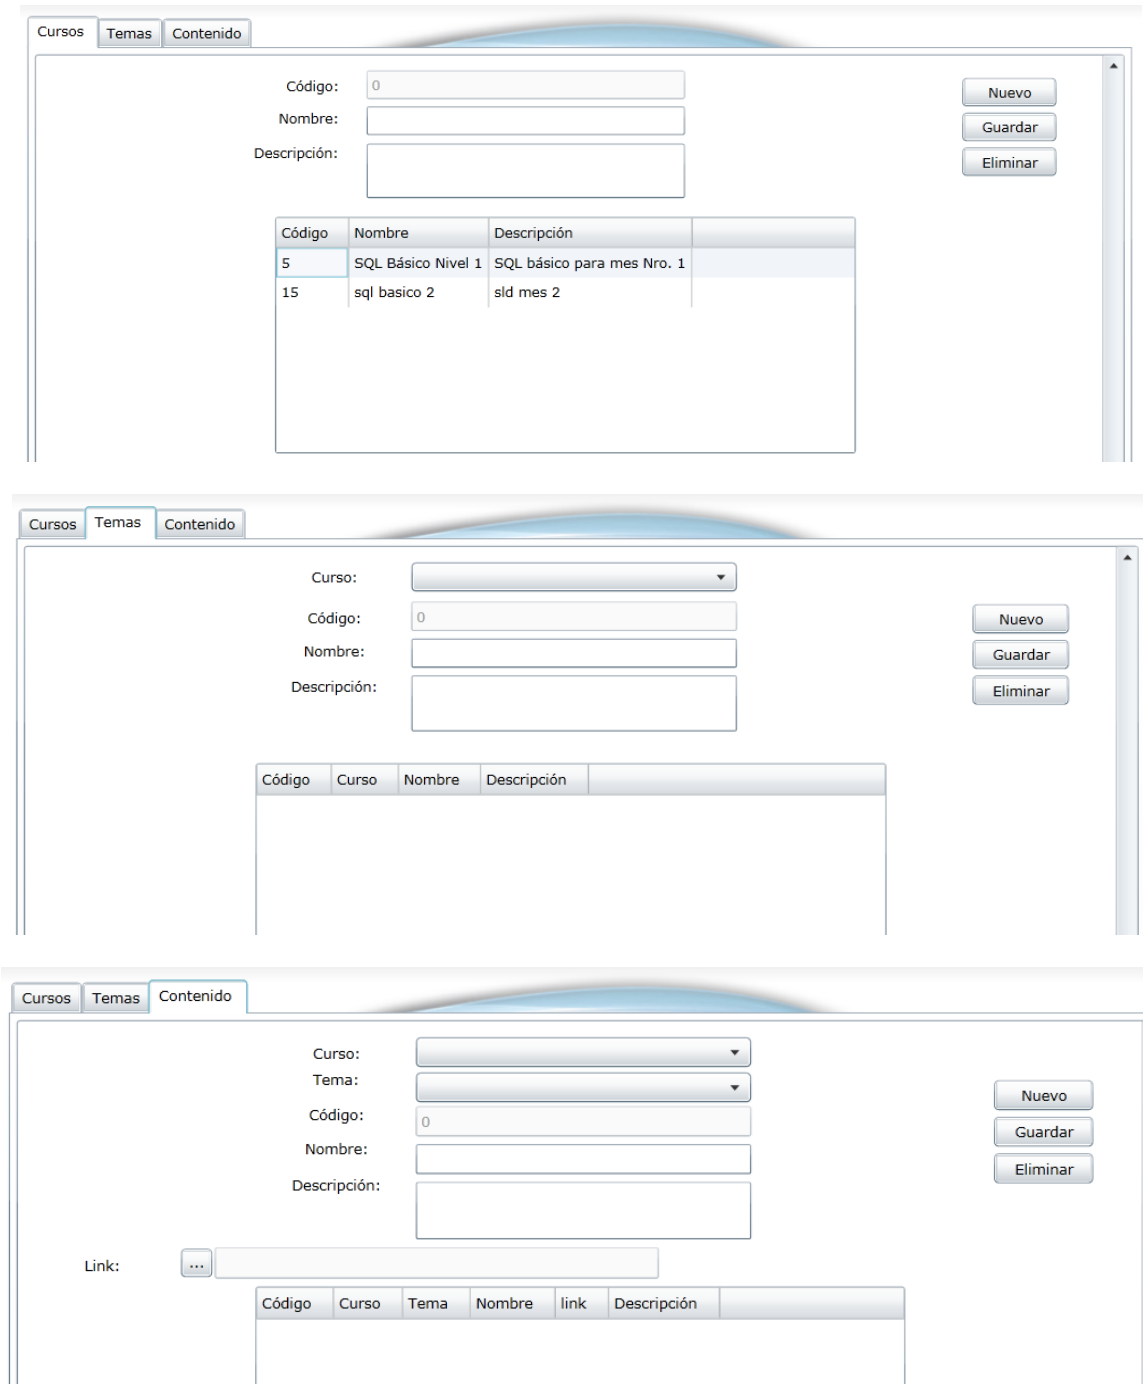 Cursos Temas Contenido
Código: 0
Nuevo
Nombre:
Guardar
Descripción:
Eliminar
Código Nombre Descripción
5 SQL Básico Nivel 1 SQL básico para mes Nro. 1
15 sql basico 2 sld mes 2
Cursos Temas Contenido
Curso:
Código: 0
Nuevo
Nombre:
Guardar
Descripción:
Eliminar
Código Curso Nombre Descripción
Cursos Temas Contenido
Curso:
Tema:
Nuevo
Código: 0
Guardar
Nombre:
Eliminar
Descripción:
Link: ...
Código Curso Tema Nombre link Descripción